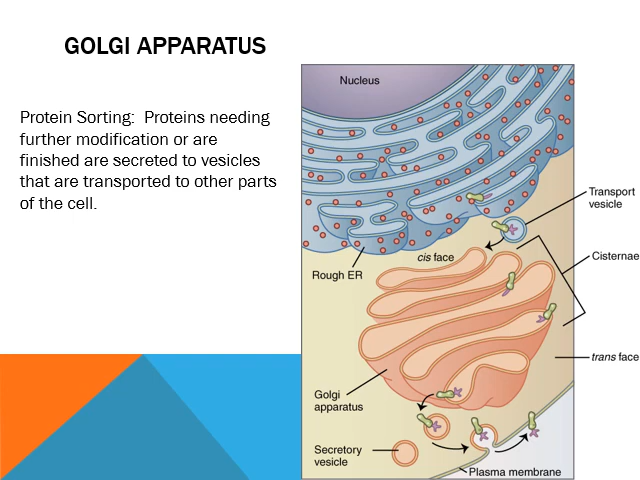 GOLGI APPARATUS
Protein Sorting:  Proteins needing
further modification or are
finished are secreted to vesicles
that are transported to other parts
of the cell.
Nucleus
Transport
vesicle
cis face
Cisternae
Rough ER
trans face
Golgi
apparatus
Secretory
vesicle
Plasma membrane